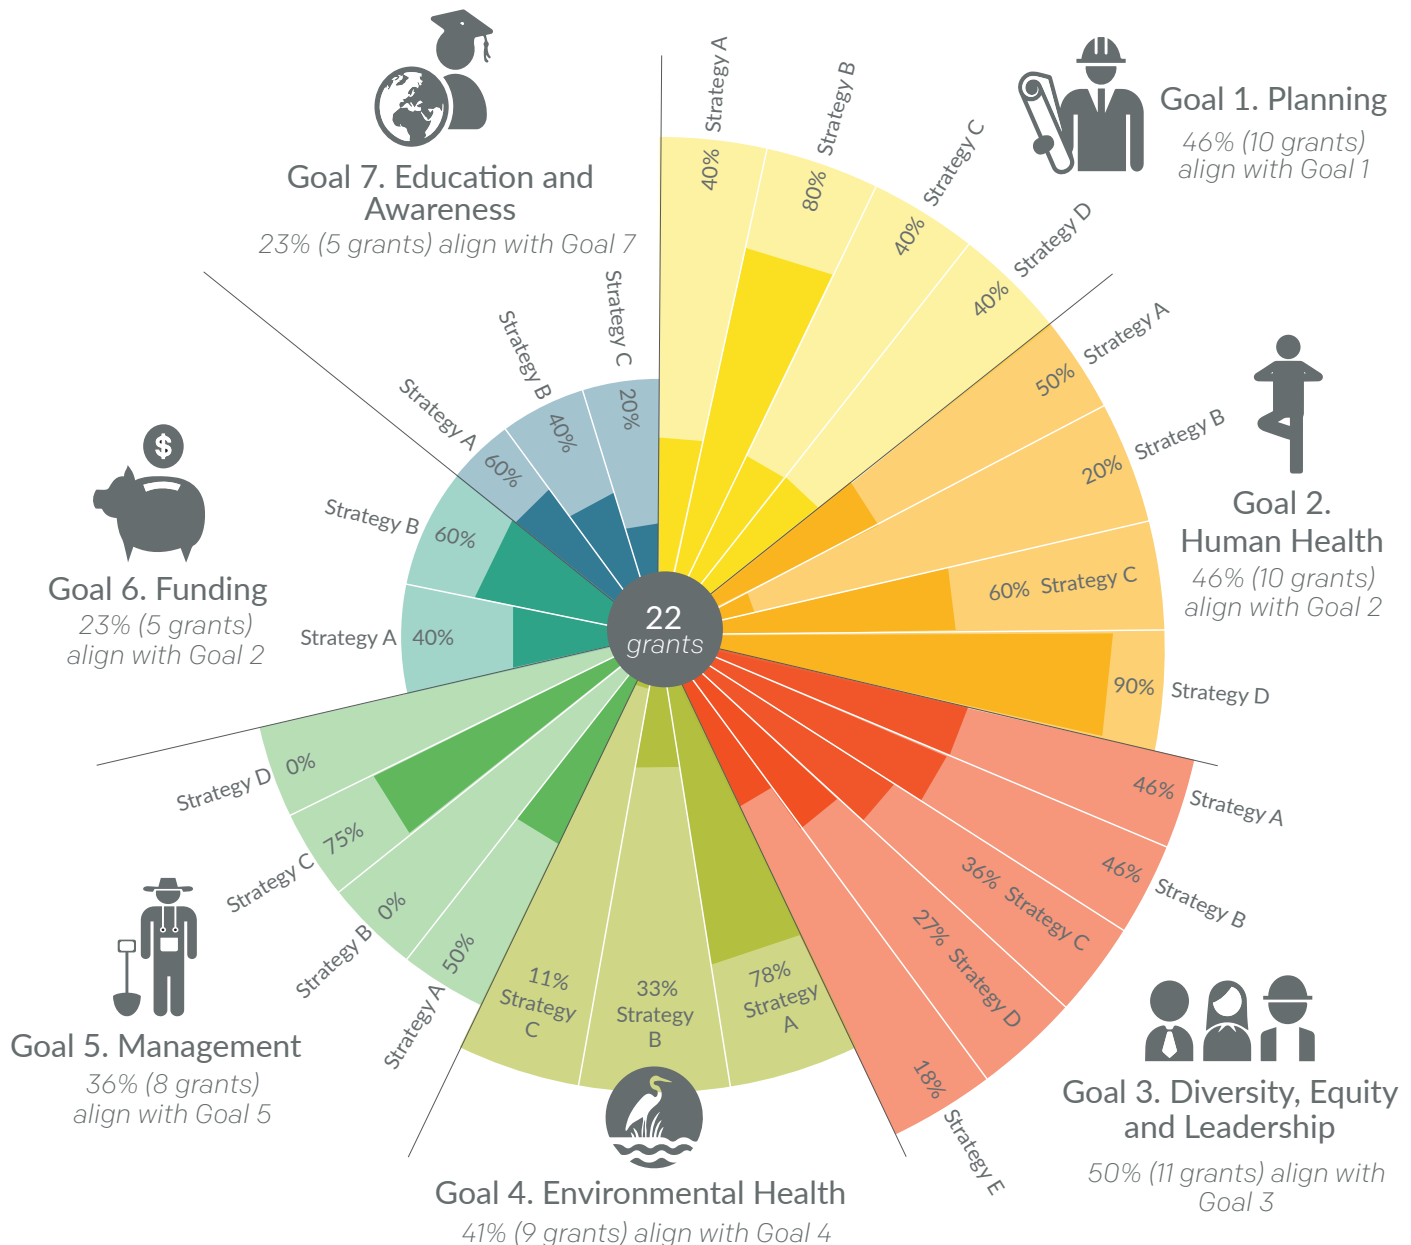 Goal 1. Planning
46% (10 grants)
align with Goal 1
Strategy A
40%
Strategy B
80%
Strategy C
40%
Strategy D
40%
Goal 2.
Human Health
46% (10 grants)
align with Goal 2
Strategy A
50%
Strategy B
20%
60% Strategy C
90%
Strategy D
Goal 3. Diversity, Equity
and Leadership
50% (11 grants) align with
Goal 3
46%
Strategy A
46%
Strategy B
36% Strategy C
27% Strategy D
18%
Strategy E
Goal 4. Environmental Health
41% (9 grants) align with Goal 4
78%
Strategy
A
33%
Strategy
B
11%
Strategy
C
Goal 5. Management
36% (8 grants)
align with Goal 5
50%
Strategy A
0%
Strategy B
75%
Strategy C
0%
Strategy D
Goal 6. Funding
23% (5 grants)
align with Goal 2
Strategy A
40%
Strategy B
60%
$
Goal 7. Education and
Awareness
23% (5 grants) align with Goal 7
Strategy A
60%
Strategy B
40%
Strategy C
20%
22
grants